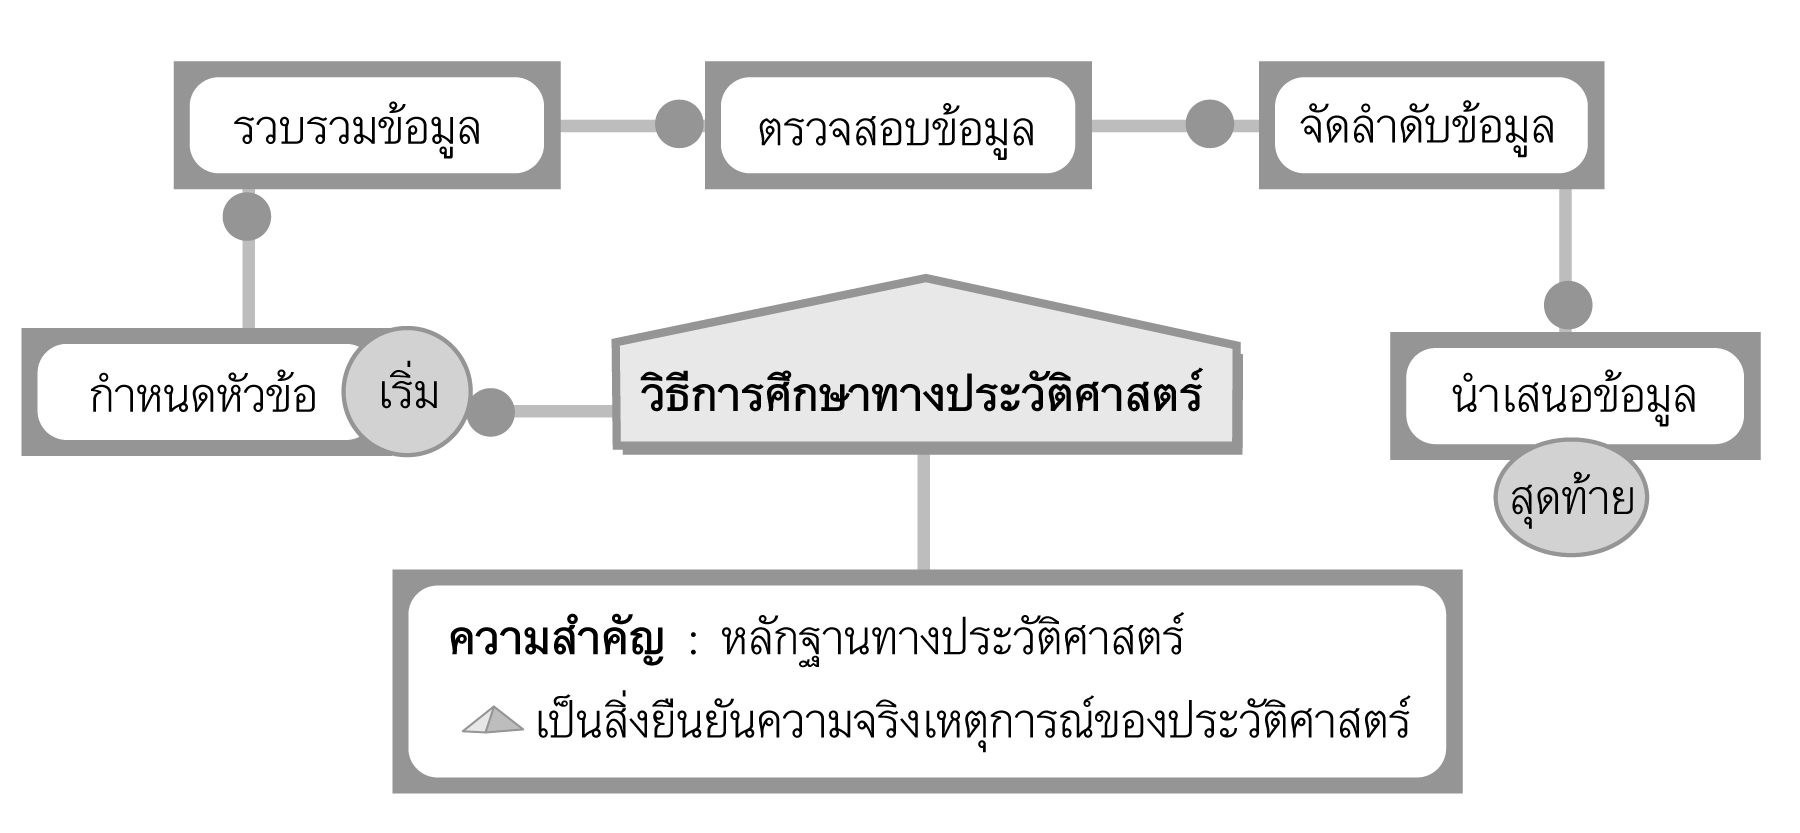 รวบรวมข้อมูล
ตรวจสอบข้อมูล
จัดลำดับข้อมูล
กำหนดหัวข้อ
เริ่ม
วิธีการศึกษาทางประวัติศาสตร์
นำเสนอข้อมูล
สุดท้าย
ความสำคัญ : หลักฐานทางประวัติศาสตร์
เป็นสิ่งยืนยันความจริงเหตุการณ์ของประวัติศาสตร์